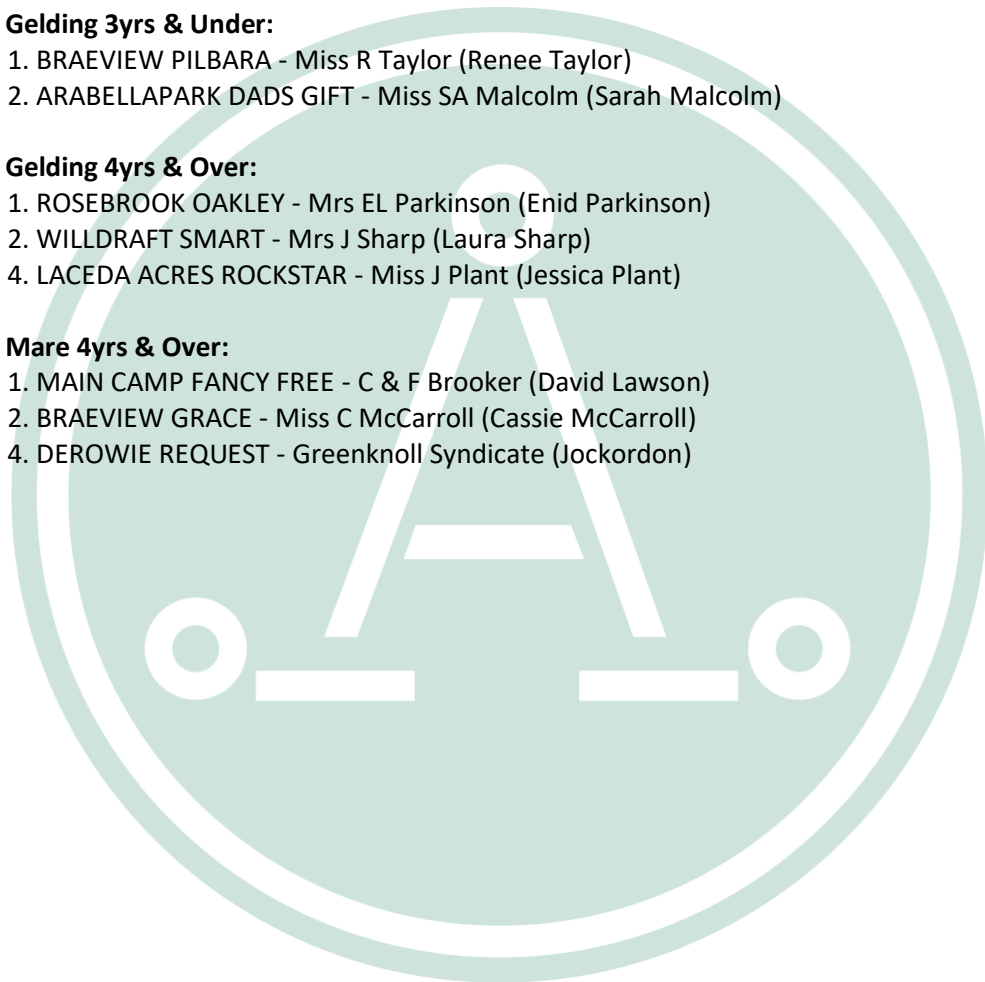 Gelding 3yrs & Under:
1. BRAEVIEW PILBARA - Miss R Taylor (Renee Taylor)
2. ARABELLAPARK DADS GIFT - Miss SA Malcolm (Sarah Malcolm)
Gelding 4yrs & Over:
1. ROSEBROOK OAKLEY - Mrs EL Parkinson (Enid Parkinson)
2. WILLDRAFT SMART - Mrs J Sharp (Laura Sharp)
4. LACEDA ACRES ROCKSTAR - Miss J Plant (Jessica Plant)
Mare 4yrs & Over:
1. MAIN CAMP FANCY FREE - C & F Brooker (David Lawson)
2. BRAEVIEW GRACE - Miss C McCarroll (Cassie McCarroll)
4. DEROWIE REQUEST - Greenknoll Syndicate (Jockordon)